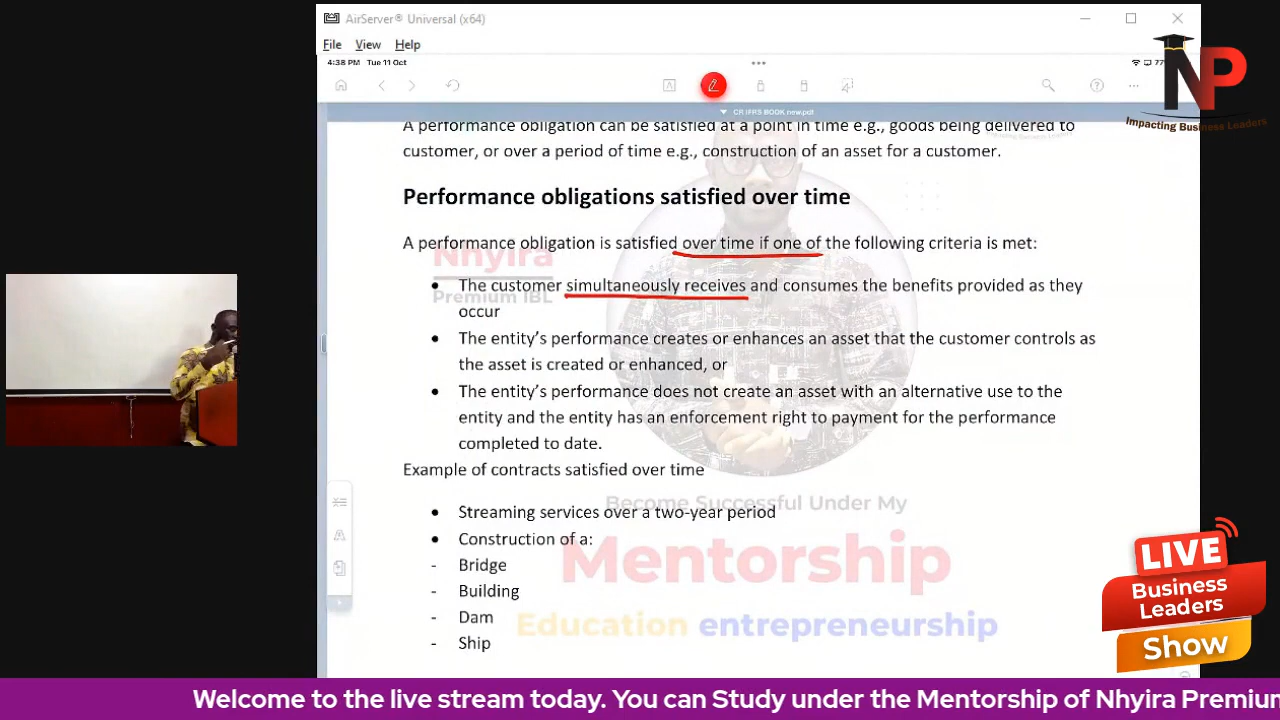 AirServer® Universal (x64)
File View Help
4:38 PM Tue 11 Oct
77
NP
Impacting Business Leaders
CR IFRS BOOK new.pdf
A performance obligation can be satisfied at a point in time e.g., goods being delivered to
customer, or over a period of time e.g., construction of an asset for a customer.
Performance obligations satisfied over time
A performance obligation is satisfied over time if one of the following criteria is met:
Nhyira
Premium IBL
• The customer simultaneously receives and consumes the benefits provided as they
occur
• The entity's performance creates or enhances an asset that the customer controls as
the asset is created or enhanced, or
• The entity's performance does not create an asset with an alternative use to the
entity and the entity has an enforcement right to payment for the performance
completed to date.
Example of contracts satisfied over time
Become Successful Under My
• Streaming services over a two-year period
• Construction of a:
Mentorship
- Bridge
- Building
Education entrepreneurship
- Dam
- Ship
LIVE
Business
Leaders
Show
Welcome to the live stream today. You can Study under the Mentorship of Nhyira Premium